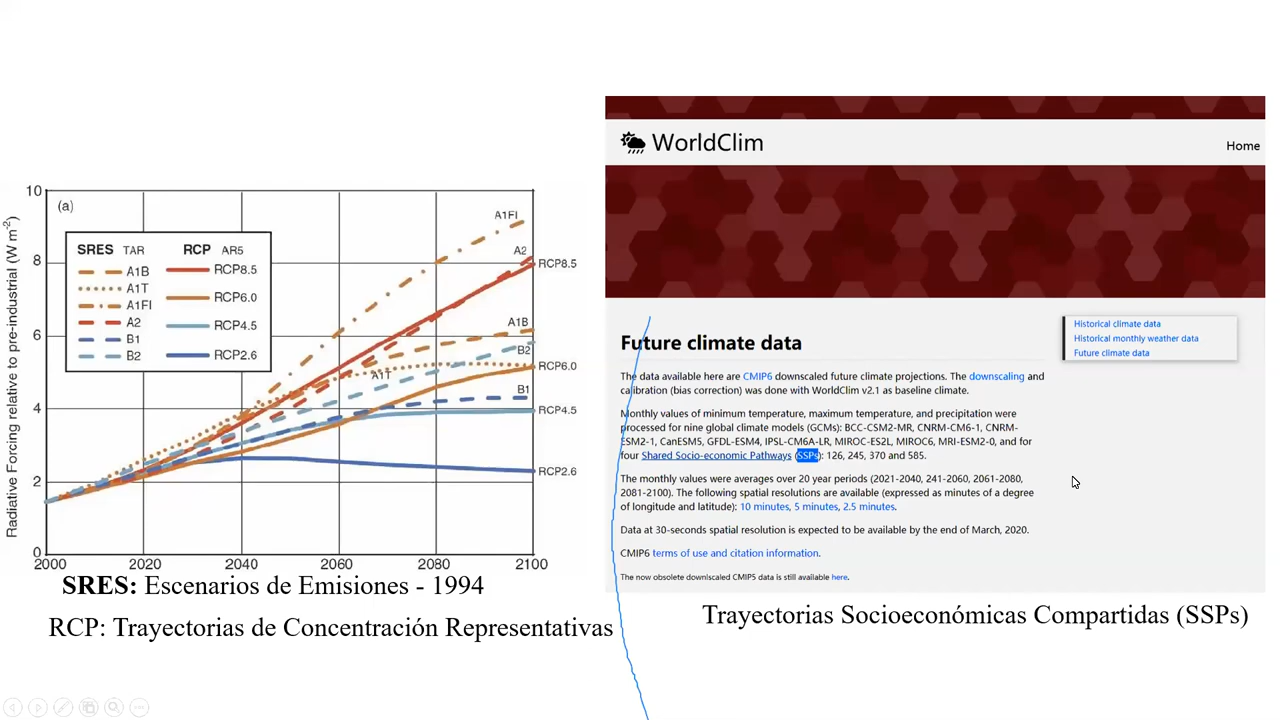 10
8
6
4
2
0
Radiative Forcing relative to pre-industrial (W m-2)
(a)
SRES TAR RCP AR5
A1B RCP8.5
A1T
A1FI RCP6.0
A2 RCP4.5
B1
B2 RCP2.6
A1FI
A2
RCP8.5
A1B
B2
A1T
RCP6.0
B1
RCP4.5
RCP2.6
2000 2020 2040 2060 2080 2100
SRES: Escenarios de Emisiones - 1994
RCP: Trayectorias de Concentración Representativas
WorldClim
Home
Historical climate data
Historical monthly weather data
Future climate data
Future climate data
The data available here are CMIP6 downscaled future climate projections. The downscaling and
calibration (bias correction) was done with WorldClim v2.1 as baseline climate.
Monthly values of minimum temperature, maximum temperature, and precipitation were
processed for nine global climate models (GCMs): BCC-CSM2-MR, CNRM-CM6-1, CNRM-
ESM2-1, CanESM5, GFDL-ESM4, IPSL-CM6A-LR, MIROC-ES2L, MIROC6, MRI-ESM2-0, and for
four Shared Socio-economic Pathways (SSPs): 126, 245, 370 and 585.
The monthly values were averages over 20 year periods (2021-2040, 241-2060, 2061-2080,
2081-2100). The following spatial resolutions are available (expressed as minutes of a degree
of longitude and latitude): 10 minutes, 5 minutes, 2.5 minutes.
Data at 30-seconds spatial resolution is expected to be available by the end of March, 2020.
CMIP6 terms of use and citation information.
The now obsolete downlscaled CMIP5 data is still available here.
Trayectorias Socioeconómicas Compartidas (SSPs)